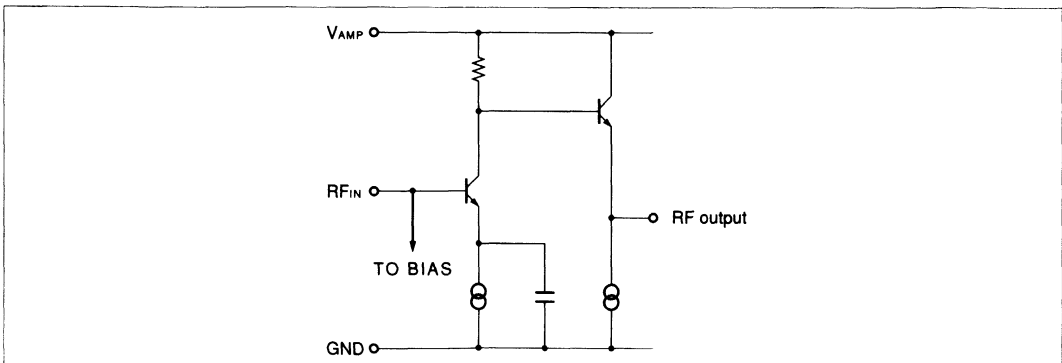 VAMP
RFIN
RF output
TO BIAS
GND